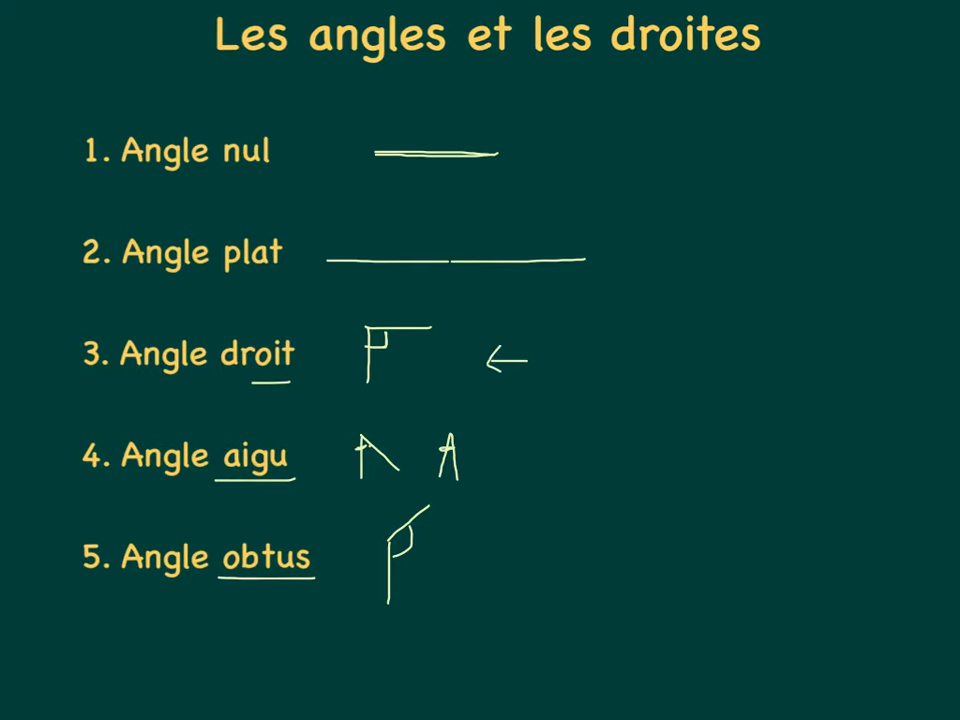 Les angles et les droites
1. Angle nul
2. Angle plat
3. Angle droit
4. Angle aigu
5. Angle obtus